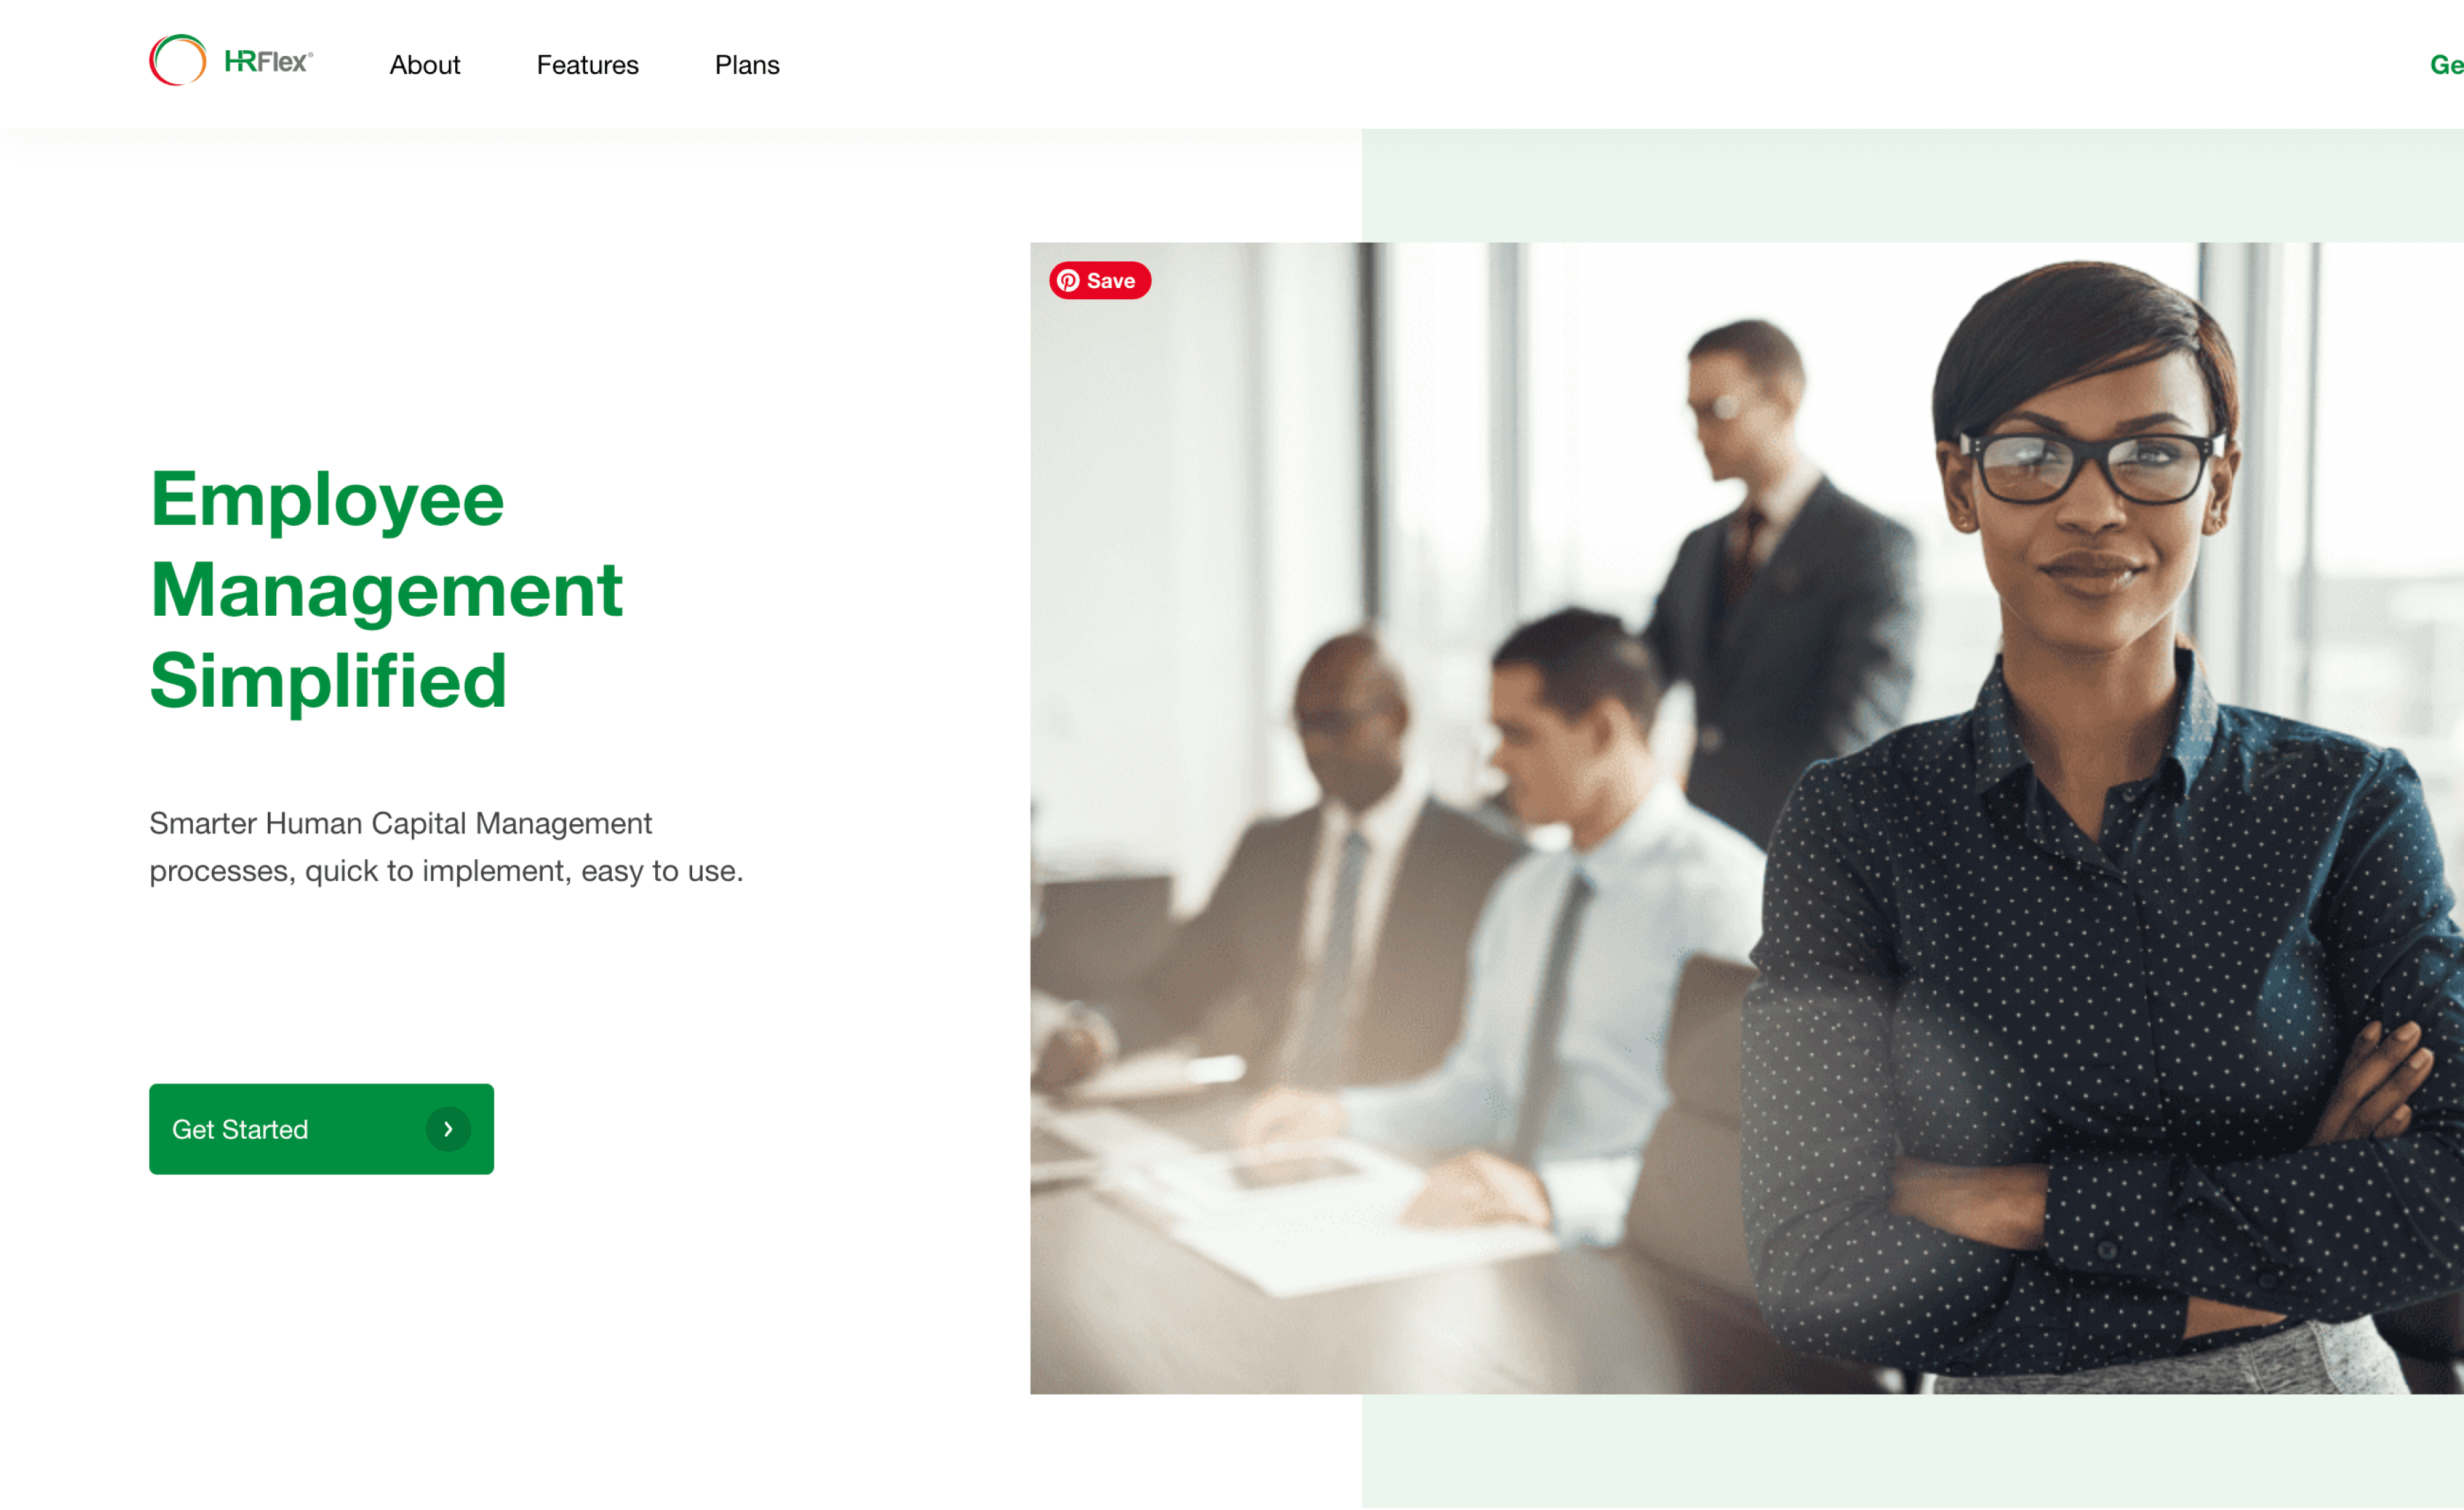 HRFlex®
About
Features
Plans
Ge
Save
Employee
Management
Simplified
Smarter Human Capital Management
processes, quick to implement, easy to use.
Get Started